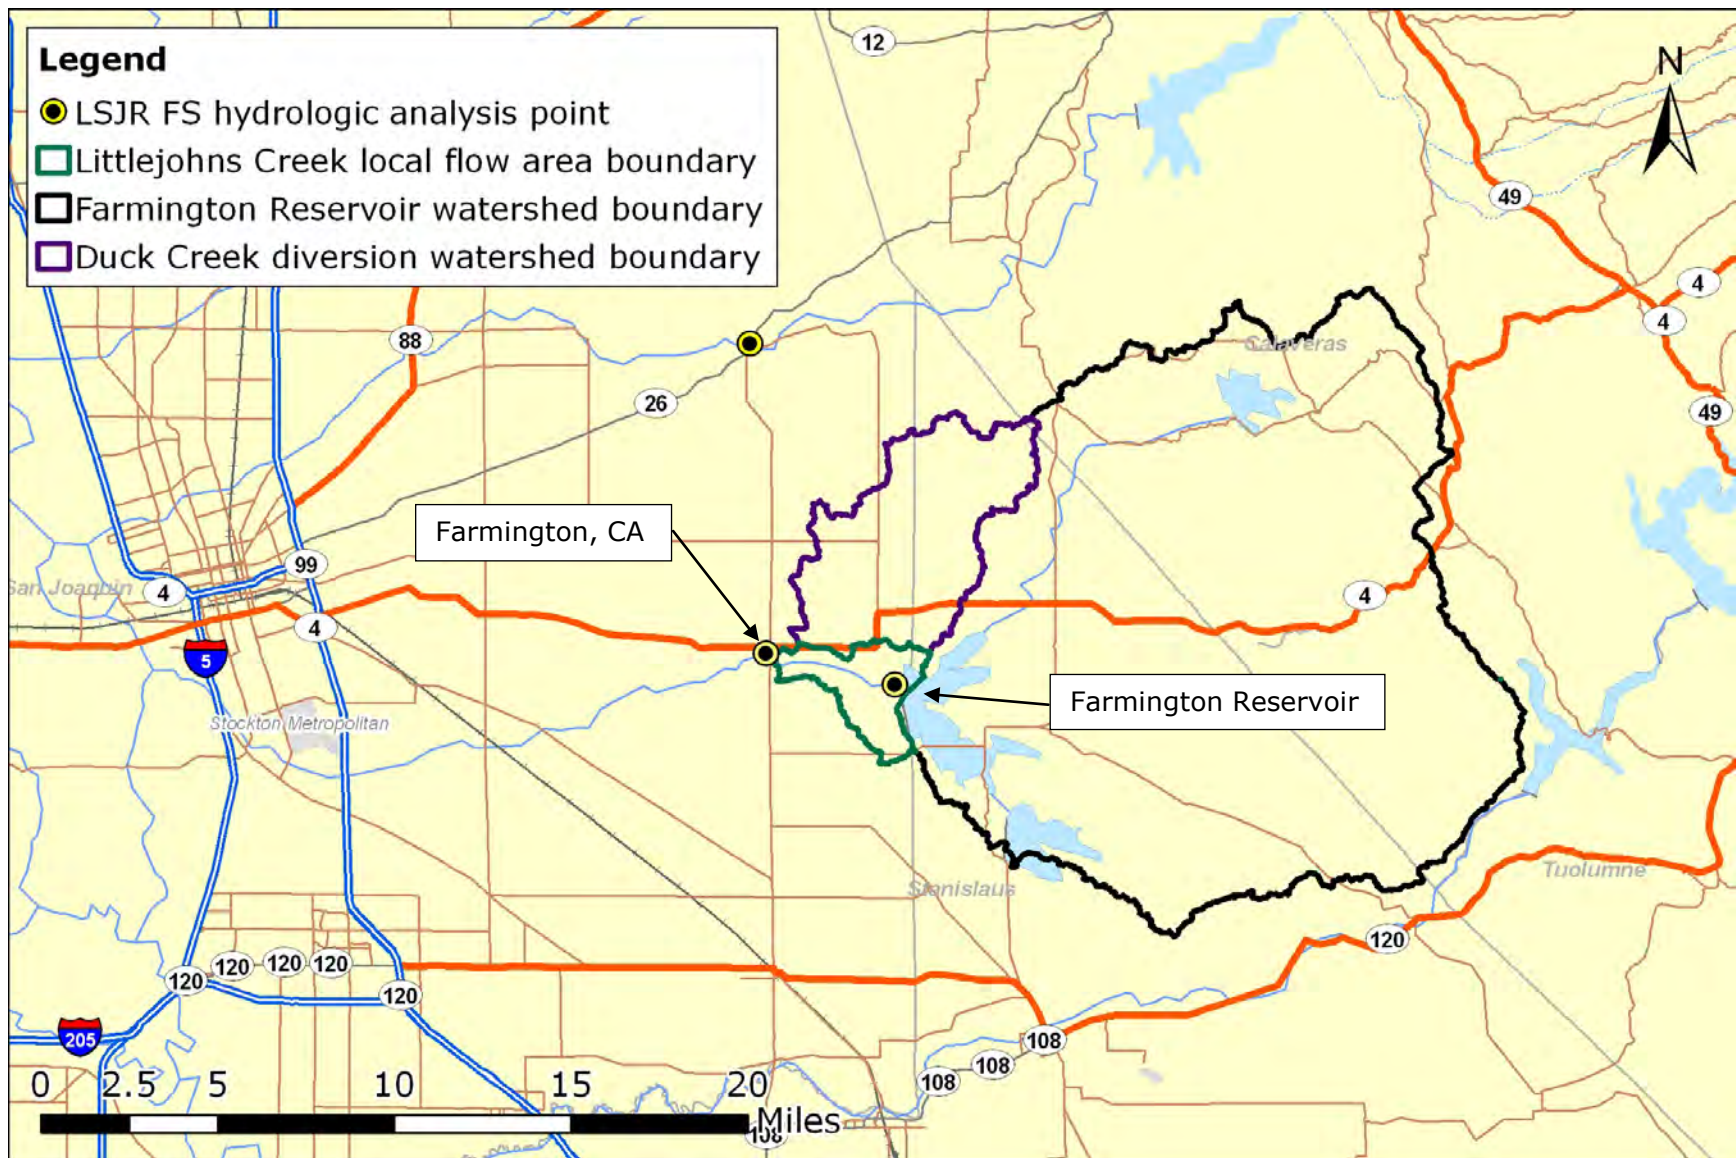 Legend
LSJR FS hydrologic analysis point
Littlejohns Creek local flow area boundary
Farmington Reservoir watershed boundary
Duck Creek diversion watershed boundary
12
N
49
4
4
88
Calaveras
26
49
Farmington, CA
99
San Joaquin
4
4
4
5
Farmington Reservoir
Stockton Metropolitan
Tuolumne
Stanislaus
120
120
120
120
120
120
205
108
108
108
0 2.5 5 10 15 20
Miles
108